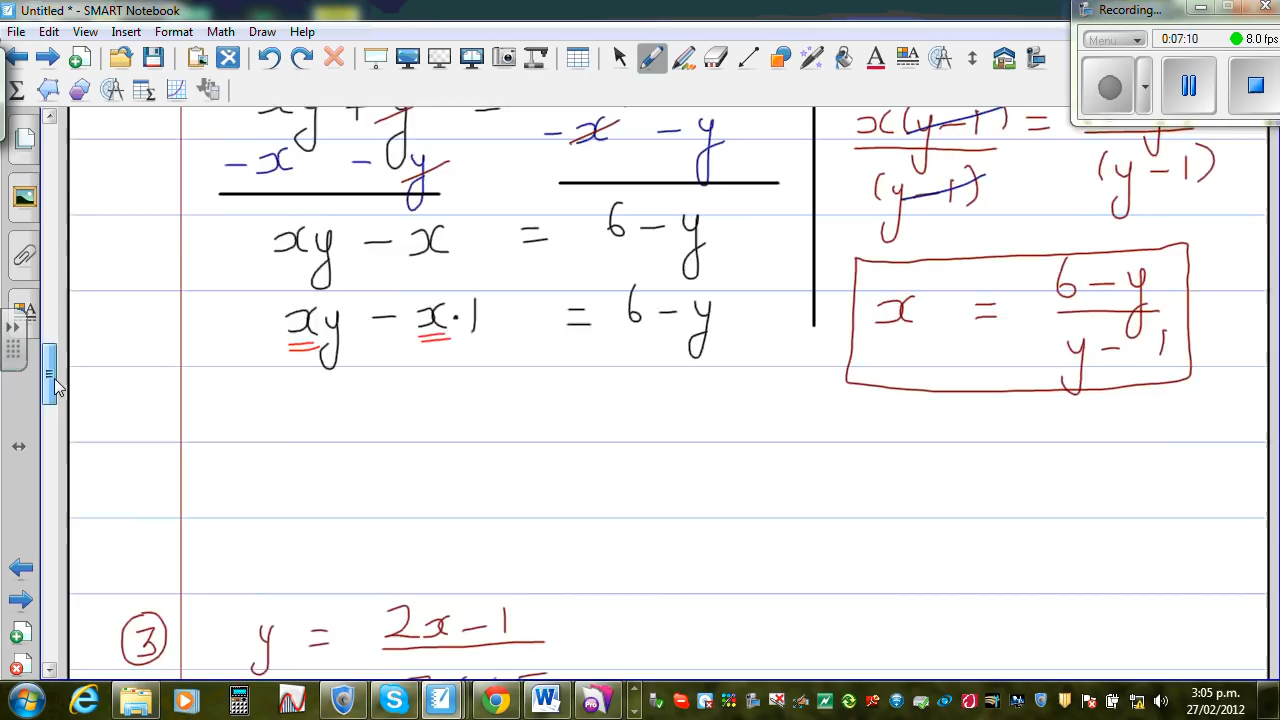 Untitled * - SMART Notebook
Recording...
File Edit View Insert Format Math Draw Help
Menu
0:07:10
8.0 fps
- x - y
x(y-1) =
- x - y
(y-1) (y-1)
xy - x = 6 - y
xy - x·1 = 6 - y
x = 6 - y
y - 1
3 y = 2x - 1
3:05 p.m.
27/02/2012